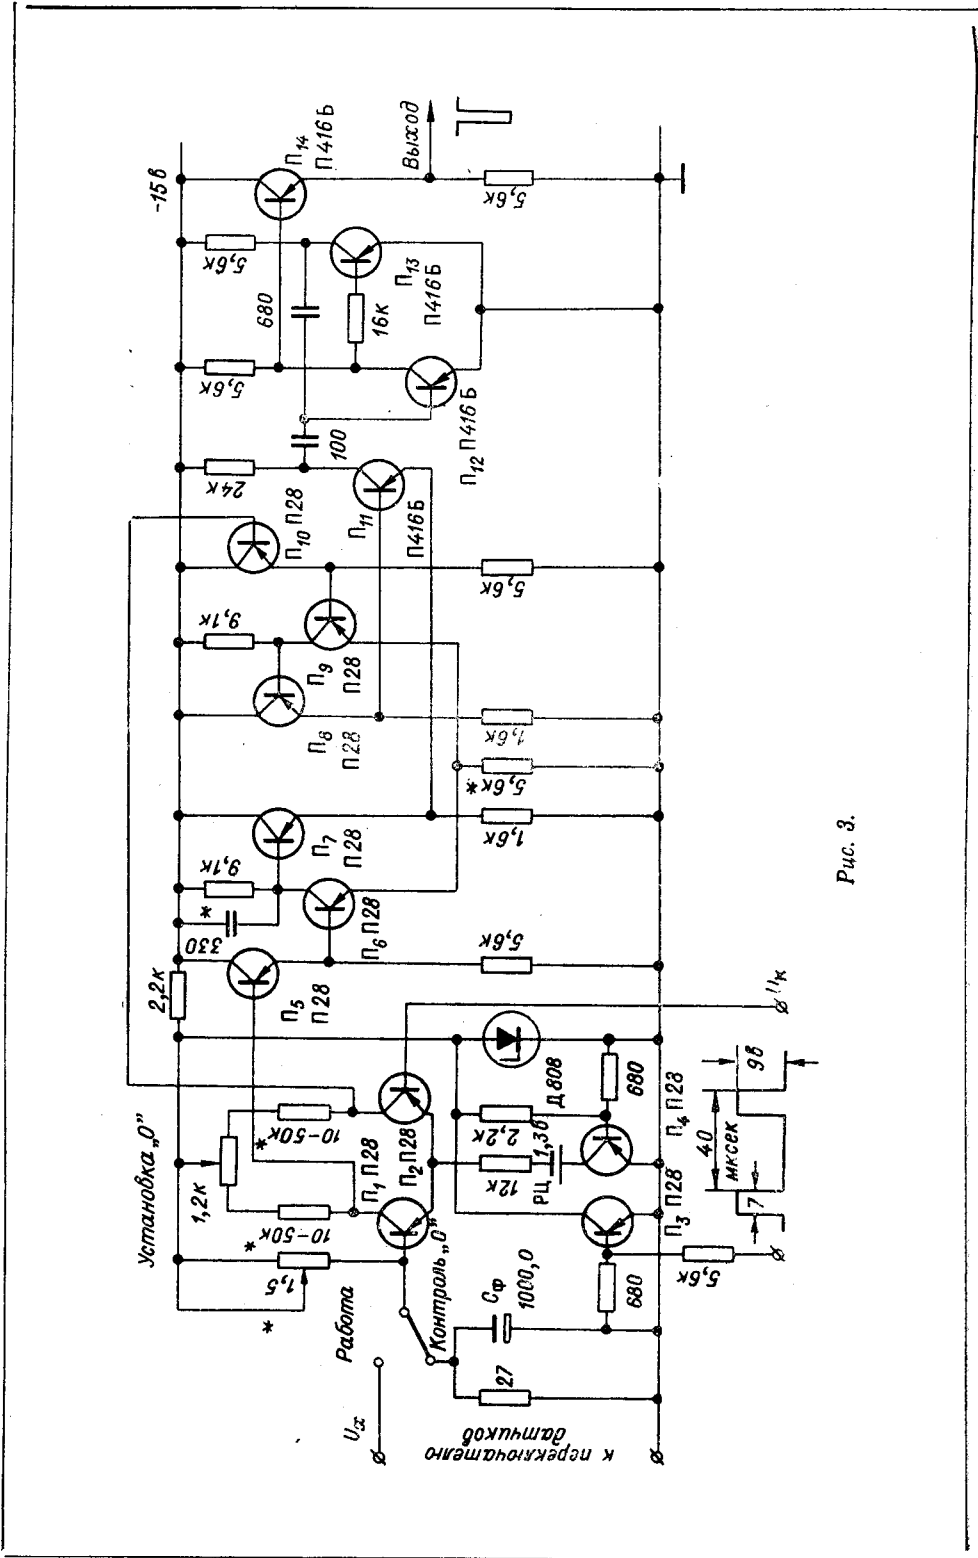 Установка „0"
-15 в
2,2к
1,2к
10-50к
10-50к
*
*
*
1,5
Работа
Контроль „0"
Uх
к переключателю
датчиков
27
Сф
1000,0
680
5,6к
П1 П28
П2 П28
12к
РЦ 1,3в
2,2к
Д808
680
П3 П28
П4 П28
40
мксек
7
9в
Uк
330
*
9,1к
П5
П28
П6 П28
5,6к
П7
П28
1,6к
5,6к*
1,6к
П8
П28
9,1к
П9
П28
П10 П28
5,6к
24к
100
П11
П416Б
5,6к
680
16к
П12 П416Б
5,6к
П13
П416Б
П14
П416Б
Выход
5,6к
Рис. 3.